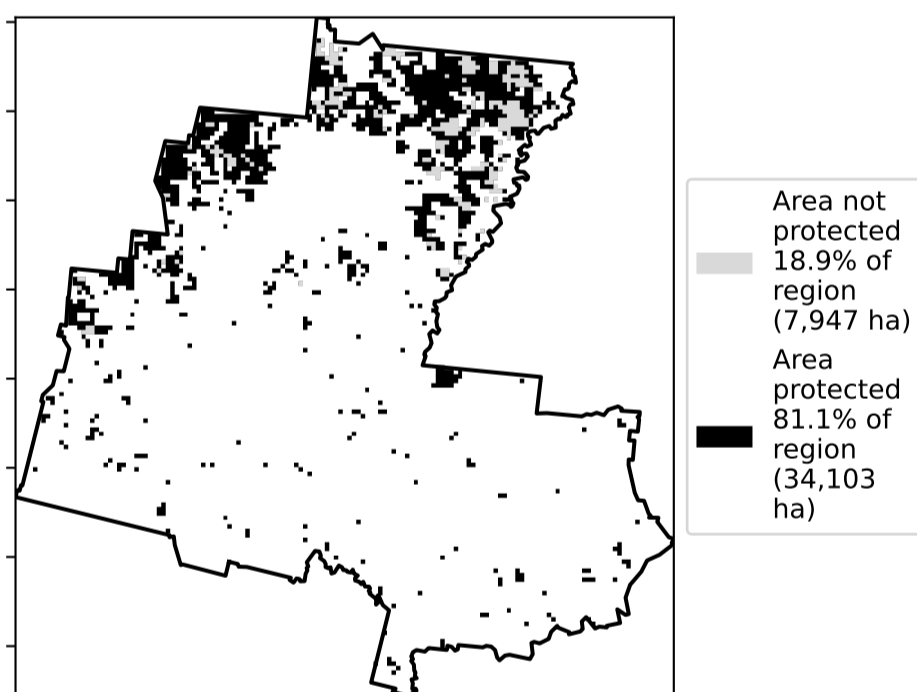 Area not
protected
18.9% of
region
(7,947 ha)
Area
protected
81.1% of
region
(34,103
ha)